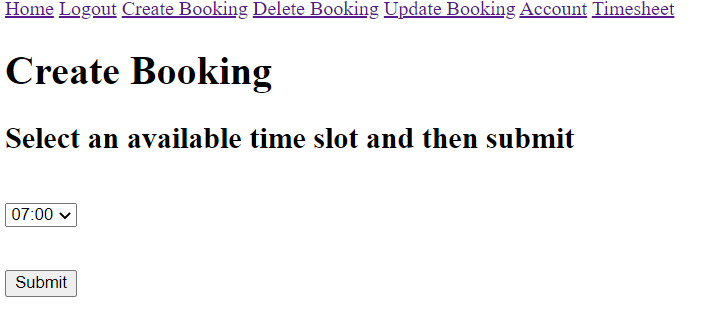 Home Logout Create Booking Delete Booking Update Booking Account Timesheet
Create Booking
Select an available time slot and then submit
07:00
Submit